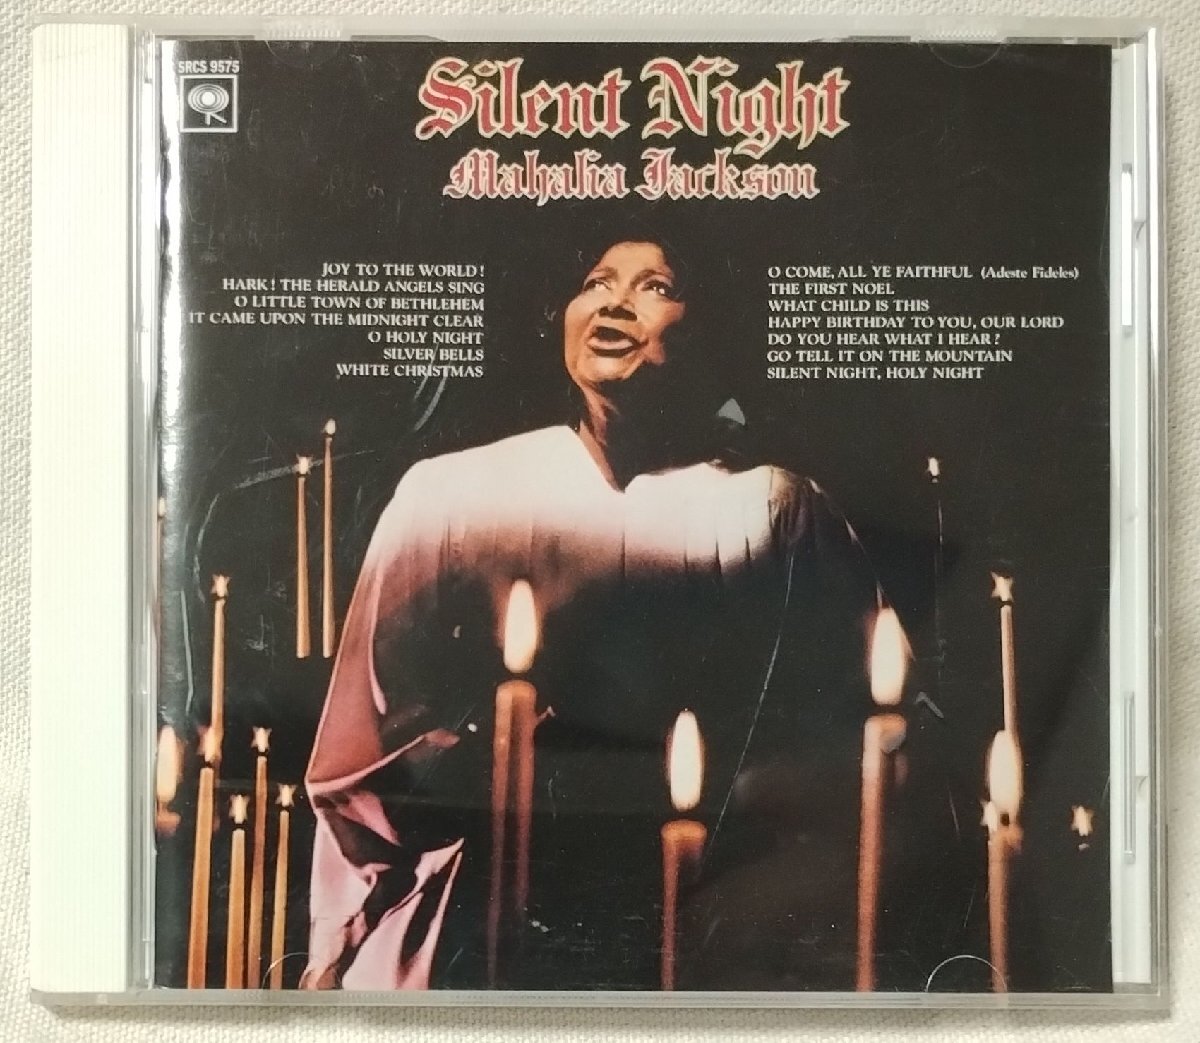 SRCS 9575
Silent Night
Mahalia Jackson
JOY TO THE WORLD!
HARK! THE HERALD ANGELS SING
O LITTLE TOWN OF BETHLEHEM
IT CAME UPON THE MIDNIGHT CLEAR
O HOLY NIGHT
SILVER BELLS
WHITE CHRISTMAS
O COME, ALL YE FAITHFUL (Adeste Fideles)
THE FIRST NOEL
WHAT CHILD IS THIS
HAPPY BIRTHDAY TO YOU, OUR LORD
DO YOU HEAR WHAT I HEAR?
GO TELL IT ON THE MOUNTAIN
SILENT NIGHT, HOLY NIGHT